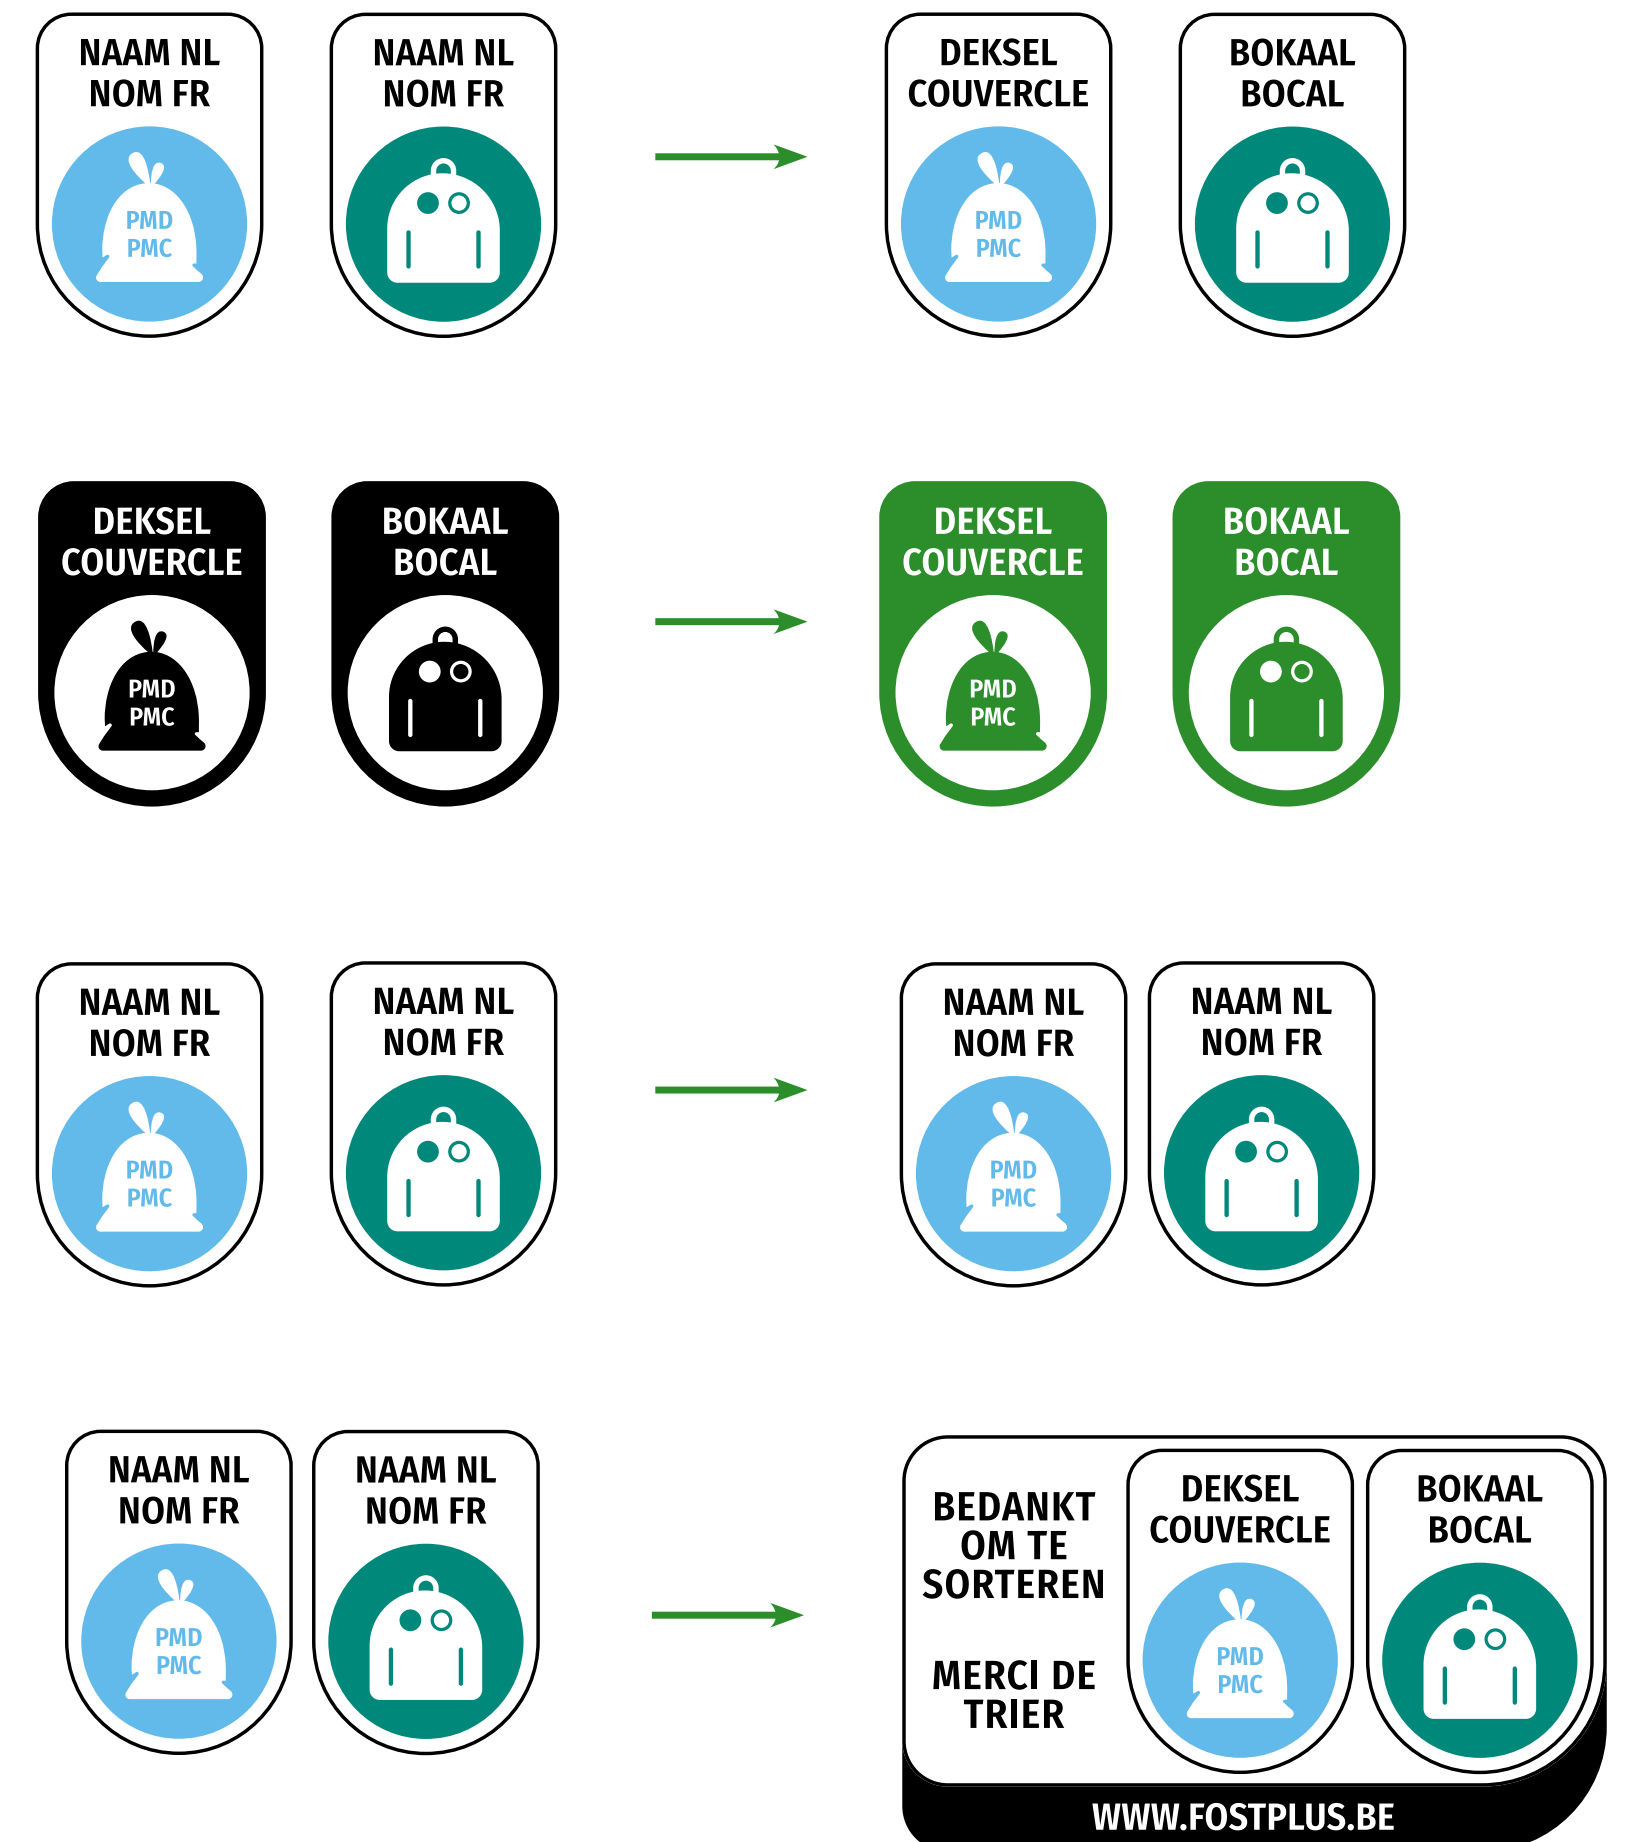 NAAM NL
NOM FR
PMD
PMC
NAAM NL
NOM FR
DEKSEL
COUVERCLE
PMD
PMC
BOKAAL
BOCAL
DEKSEL
COUVERCLE
PMD
PMC
BOKAAL
BOCAL
DEKSEL
COUVERCLE
PMD
PMC
BOKAAL
BOCAL
NAAM NL
NOM FR
PMD
PMC
NAAM NL
NOM FR
NAAM NL
NOM FR
PMD
PMC
NAAM NL
NOM FR
NAAM NL
NOM FR
PMD
PMC
NAAM NL
NOM FR
BEDANKT
OM TE
SORTEREN
MERCI DE
TRIER
DEKSEL
COUVERCLE
PMD
PMC
BOKAAL
BOCAL
WWW.FOSTPLUS.BE